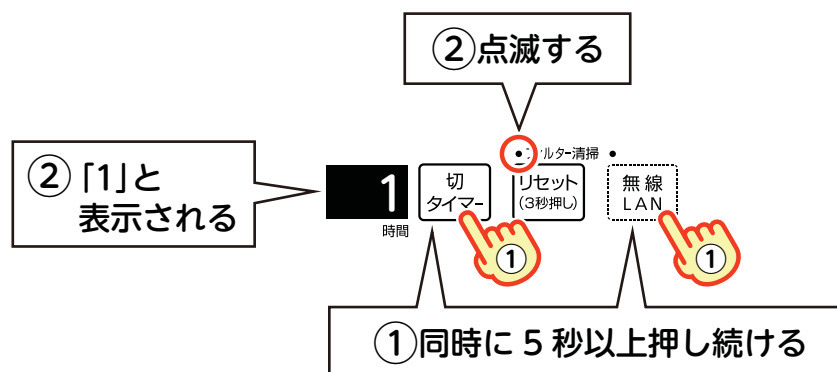 ②点滅する
②「1」と
表示される
1
時間
切
タイマー
フィルター清掃
リセット
(3秒押し)
無線
LAN
①
①
①同時に5秒以上押し続ける